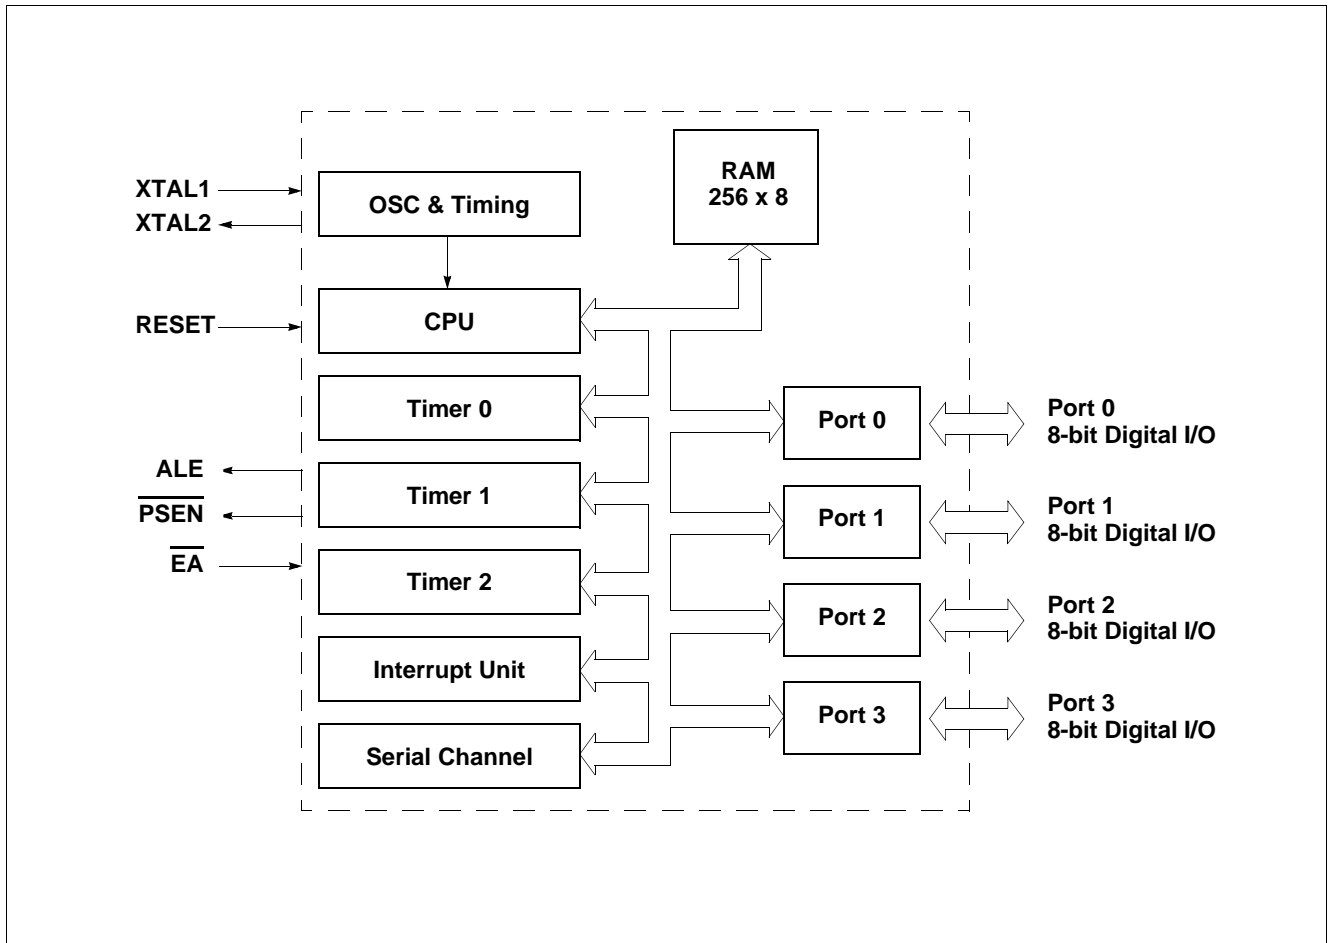 XTAL1
XTAL2
RESET
ALE
PSEN
EA
OSC & Timing
CPU
Timer 0
Timer 1
Timer 2
Interrupt Unit
Serial Channel
RAM
256 x 8
Port 0
Port 1
Port 2
Port 3
Port 0
8-bit Digital I/O
Port 1
8-bit Digital I/O
Port 2
8-bit Digital I/O
Port 3
8-bit Digital I/O